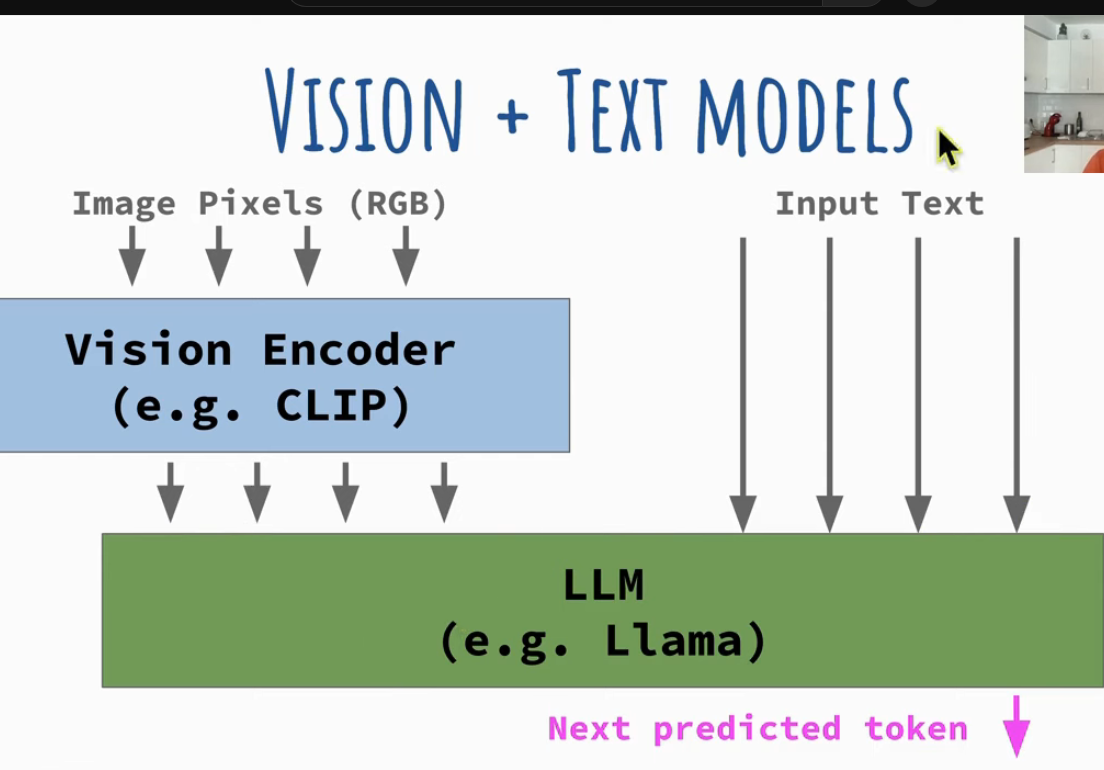 Vision + Text models
Image Pixels (RGB)
Input Text
Vision Encoder
(e.g. CLIP)
LLM
(e.g. Llama)
Next predicted token